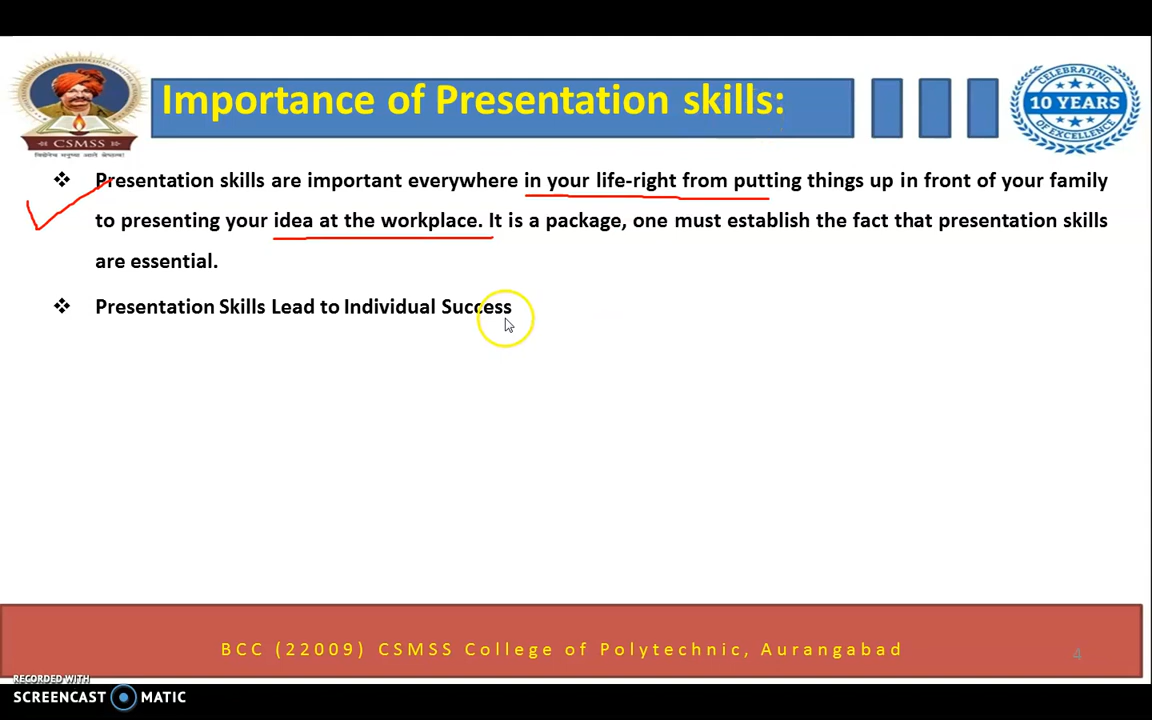 Importance of Presentation skills:
CSMSS
CELEBRATING
10 YEARS
OF EXCELLENCE
❖ Presentation skills are important everywhere in your life-right from putting things up in front of your family
to presenting your idea at the workplace. It is a package, one must establish the fact that presentation skills
are essential.
❖ Presentation Skills Lead to Individual Success
BCC (22009) CSMSS College of Polytechnic, Aurangabad
4
RECORDED WITH
SCREENCAST MATIC